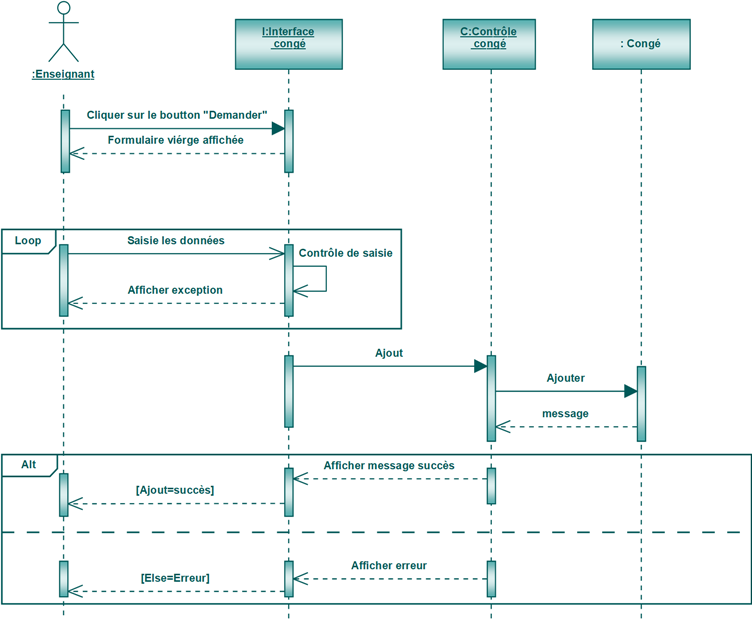 :Enseignant
I:Interface
congé
C:Contrôle
congé
: Congé
Cliquer sur le boutton "Demander"
Formulaire viérge affichée
Loop
Saisie les données
Contrôle de saisie
Afficher exception
Ajout
Ajouter
message
Alt
Afficher message succès
[Ajout=succès]
Afficher erreur
[Else=Erreur]